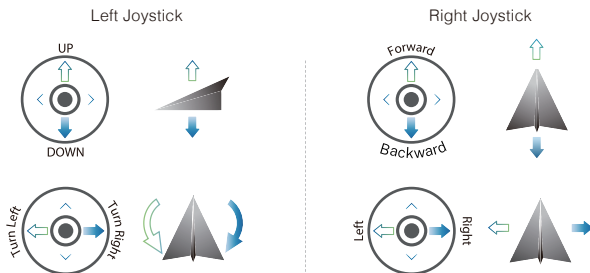 Left Joystick
Right Joystick
UP
DOWN
Forward
Backward
Turn Left
Turn Right
Left
Right